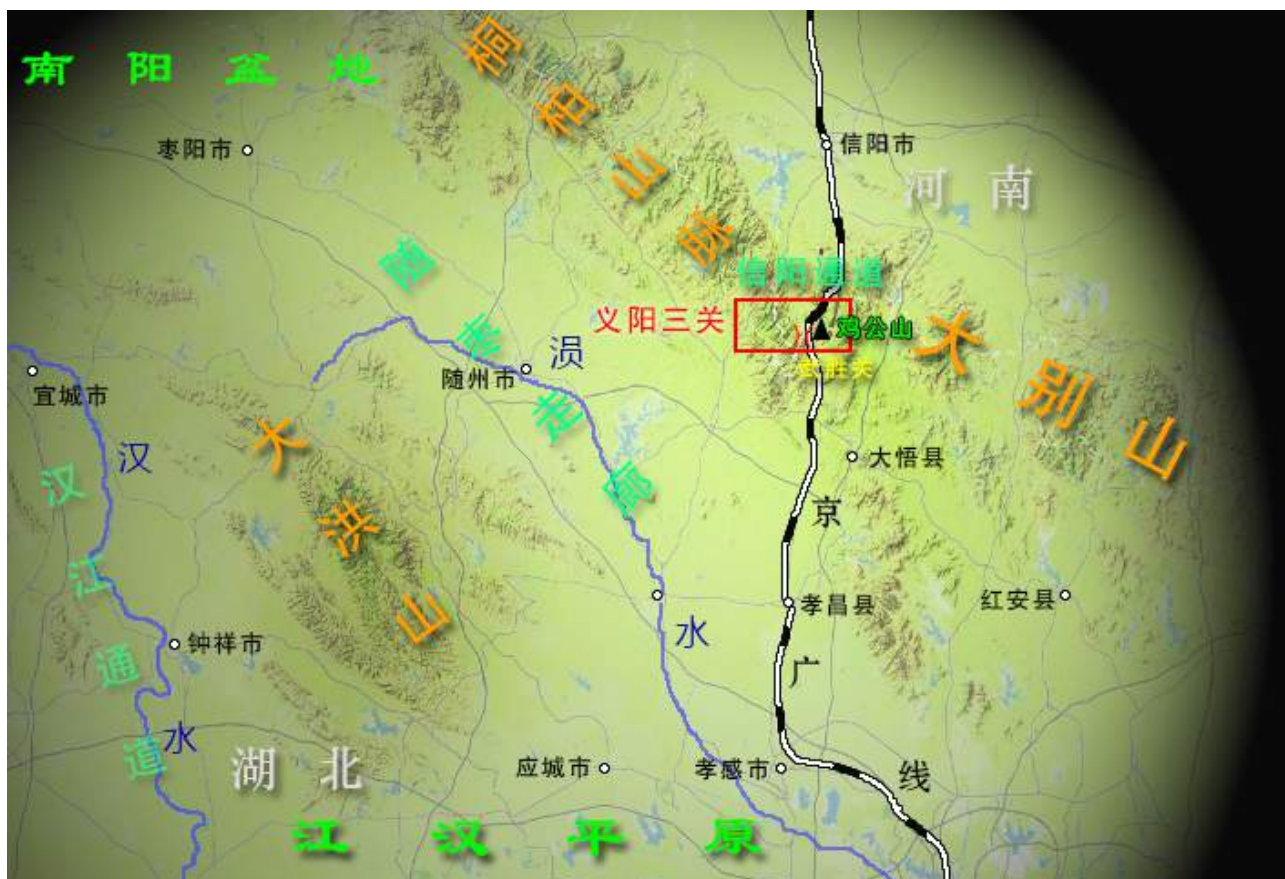 南阳盆地
桐柏山脉
枣阳市
信阳市
河南
信阳通道
义阳三关
鸡公山
武胜关
大别山
随枣走廊
随州市
涢水
宜城市
汉水
汉江通道
大洪山
大悟县
京广线
孝昌县
红安县
钟祥市
湖北
应城市
孝感市
江汉平原